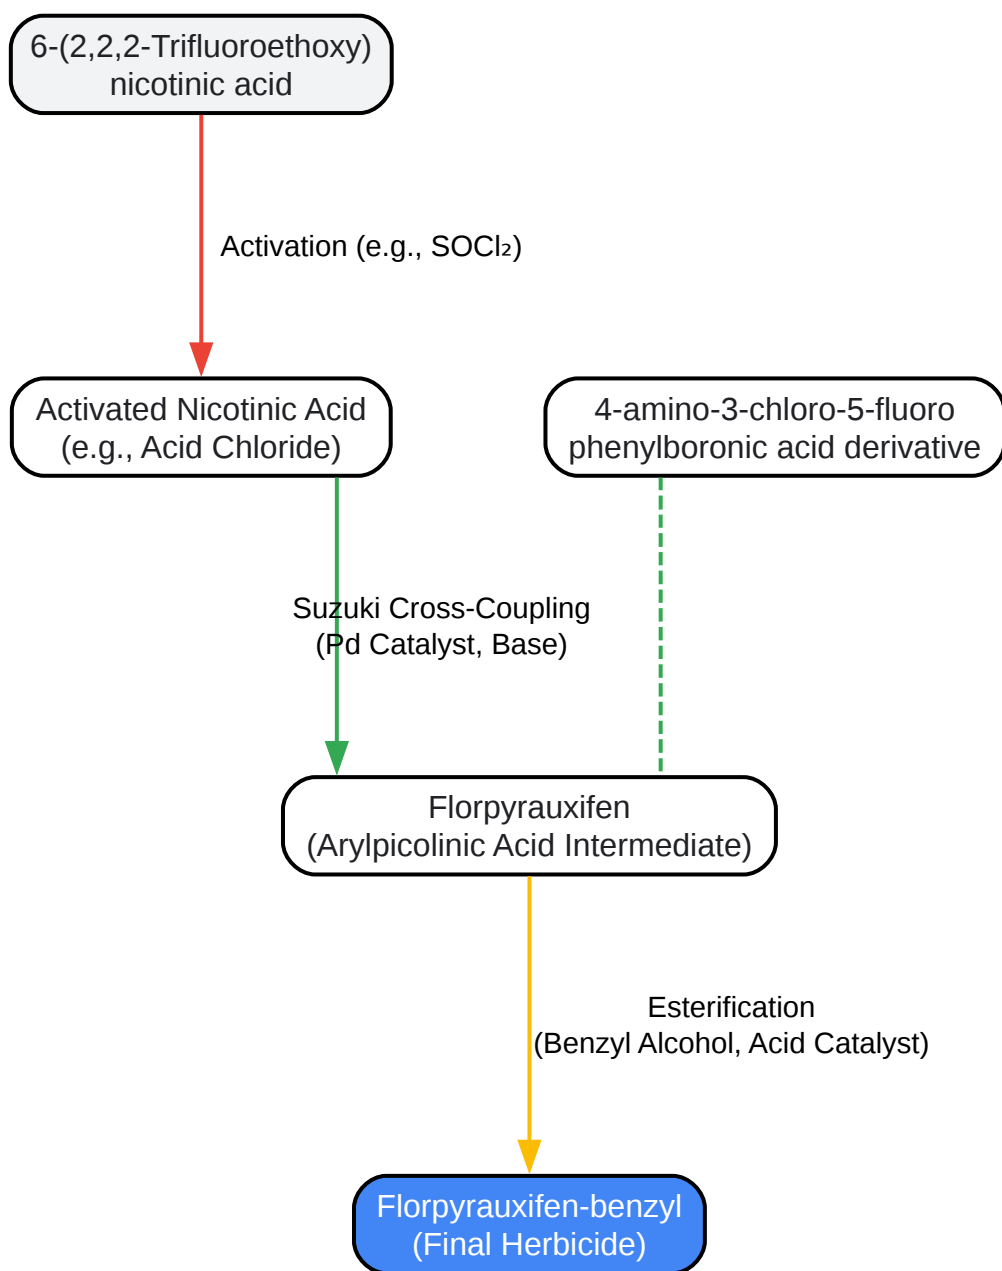 6-(2,2,2-Trifluoroethoxy)
nicotinic acid
Activation (e.g., SOCl₂)
Activated Nicotinic Acid
(e.g., Acid Chloride)
4-amino-3-chloro-5-fluoro
phenylboronic acid derivative
Suzuki Cross-Coupling
(Pd Catalyst, Base)
Florpyrauxifen
(Arylpicolinic Acid Intermediate)
Esterification
(Benzyl Alcohol, Acid Catalyst)
Florpyrauxifen-benzyl
(Final Herbicide)